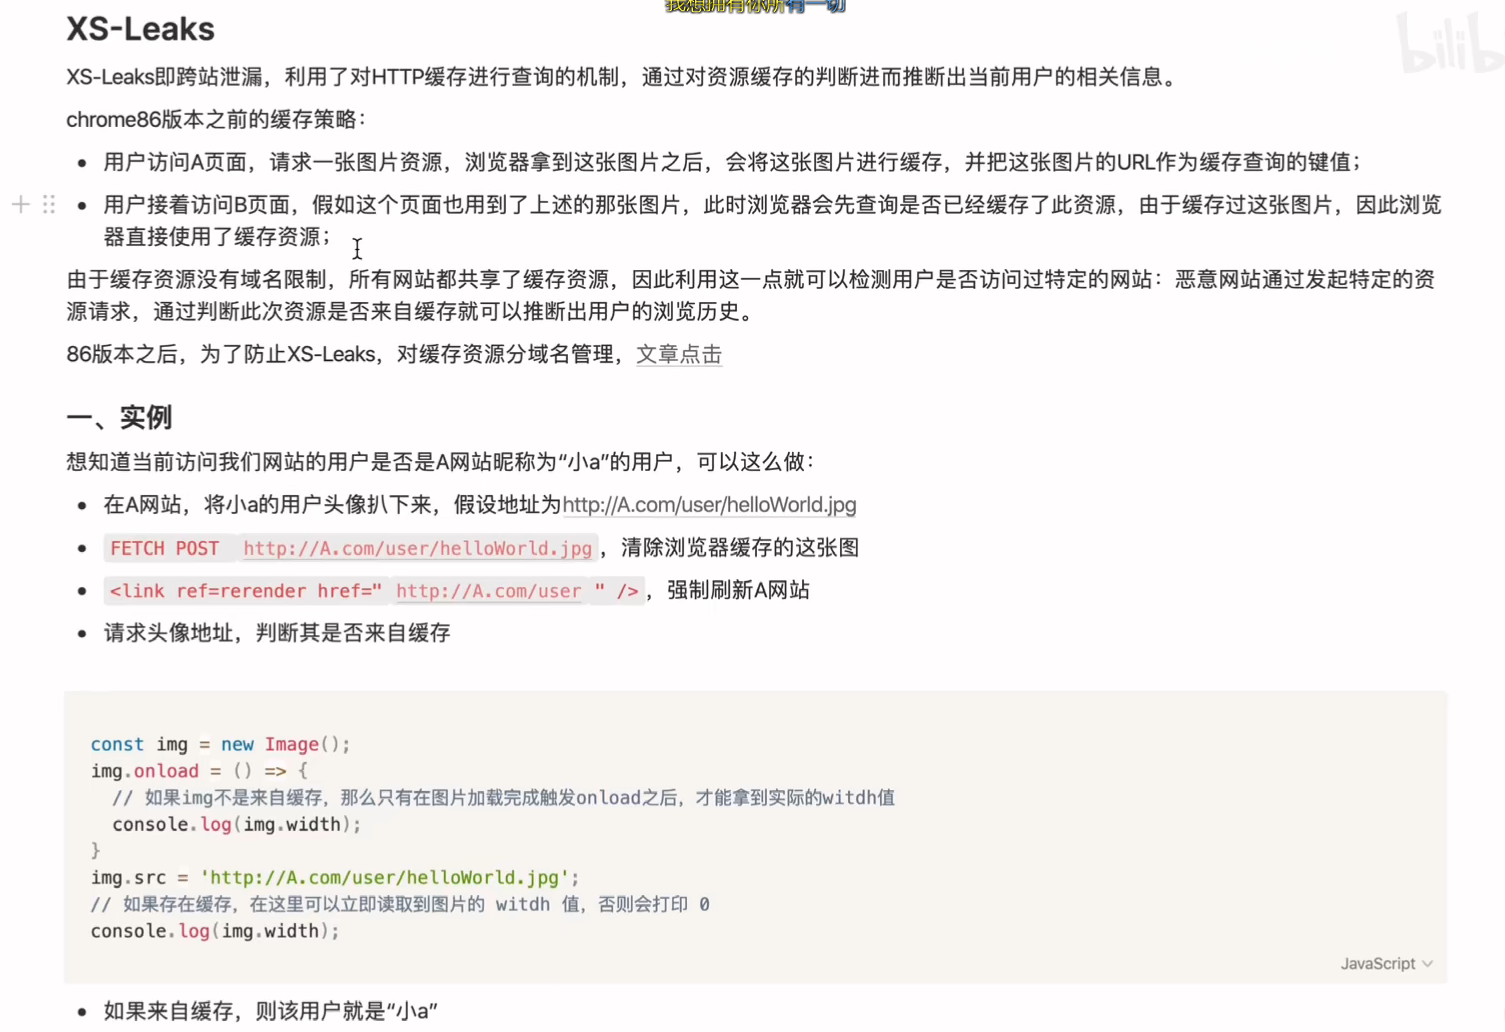 我想拥有你所有一切
XS-Leaks
XS-Leaks即跨站泄漏，利用了对HTTP缓存进行查询的机制，通过对资源缓存的判断进而推断出当前用户的相关信息。
chrome86版本之前的缓存策略：
用户访问A页面，请求一张图片资源，浏览器拿到这张图片之后，会将这张图片进行缓存，并把这张图片的URL作为缓存查询的键值；
用户接着访问B页面，假如这个页面也用到了上述的那张图片，此时浏览器会先查询是否已经缓存了此资源，由于缓存过这张图片，因此浏览
器直接使用了缓存资源；
由于缓存资源没有域名限制，所有网站都共享了缓存资源，因此利用这一点就可以检测用户是否访问过特定的网站：恶意网站通过发起特定的资
源请求，通过判断此次资源是否来自缓存就可以推断出用户的浏览历史。
86版本之后，为了防止XS-Leaks，对缓存资源分域名管理，文章点击
一、实例
想知道当前访问我们网站的用户是否是A网站昵称为“小a”的用户，可以这么做：
在A网站，将小a的用户头像扒下来，假设地址为http://A.com/user/helloWorld.jpg
FETCH POST http://A.com/user/helloWorld.jpg，清除浏览器缓存的这张图
<link ref=rerender href=" http://A.com/user " />，强制刷新A网站
请求头像地址，判断其是否来自缓存
const img = new Image();
img.onload = () => {
// 如果img不是来自缓存，那么只有在图片加载完成触发onload之后，才能拿到实际的witdh值
console.log(img.width);
}
img.src = 'http://A.com/user/helloWorld.jpg';
// 如果存在缓存，在这里可以立即读取到图片的 witdh 值，否则会打印 0
console.log(img.width);
JavaScript
如果来自缓存，则该用户就是“小a”